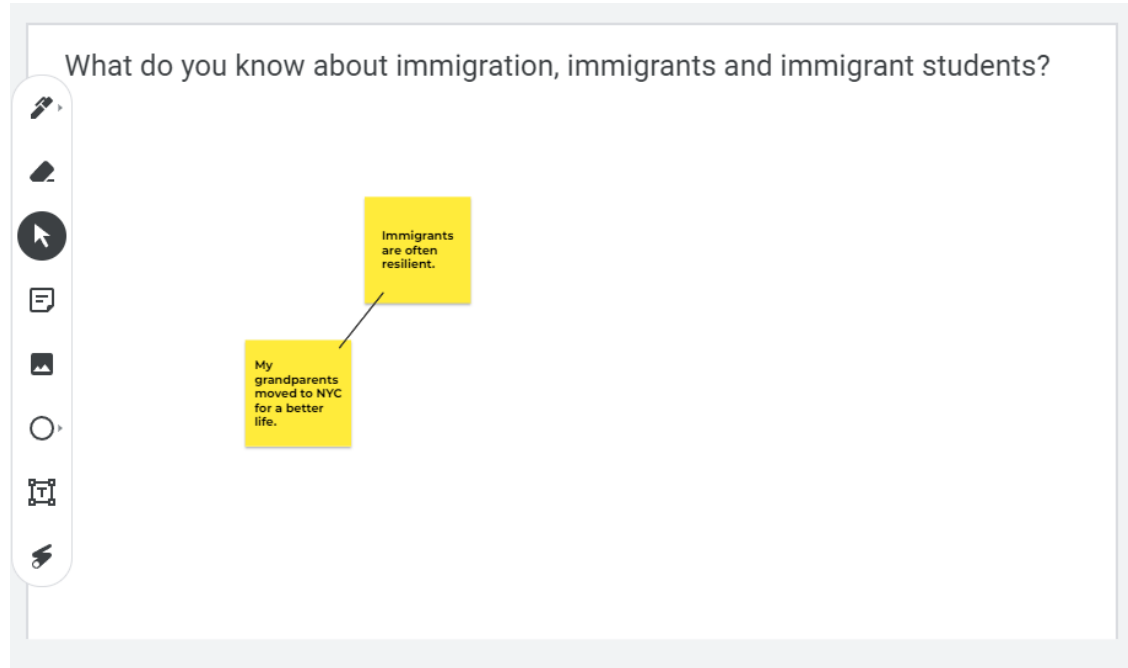 What do you know about immigration, immigrants and immigrant students?
Immigrants
are often
resilient.
My
grandparents
moved to NYC
for a better
life.